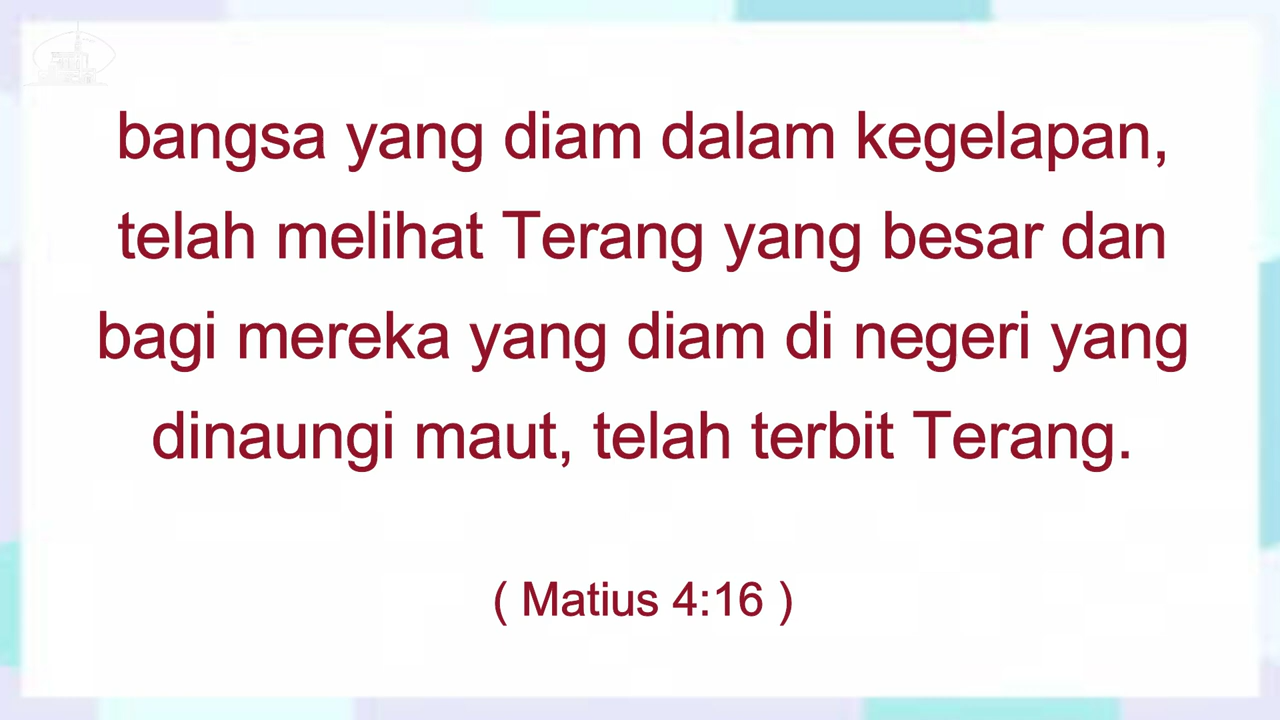 bangsa yang diam dalam kegelapan,
telah melihat Terang yang besar dan
bagi mereka yang diam di negeri yang
dinaungi maut, telah terbit Terang.
( Matius 4:16 )